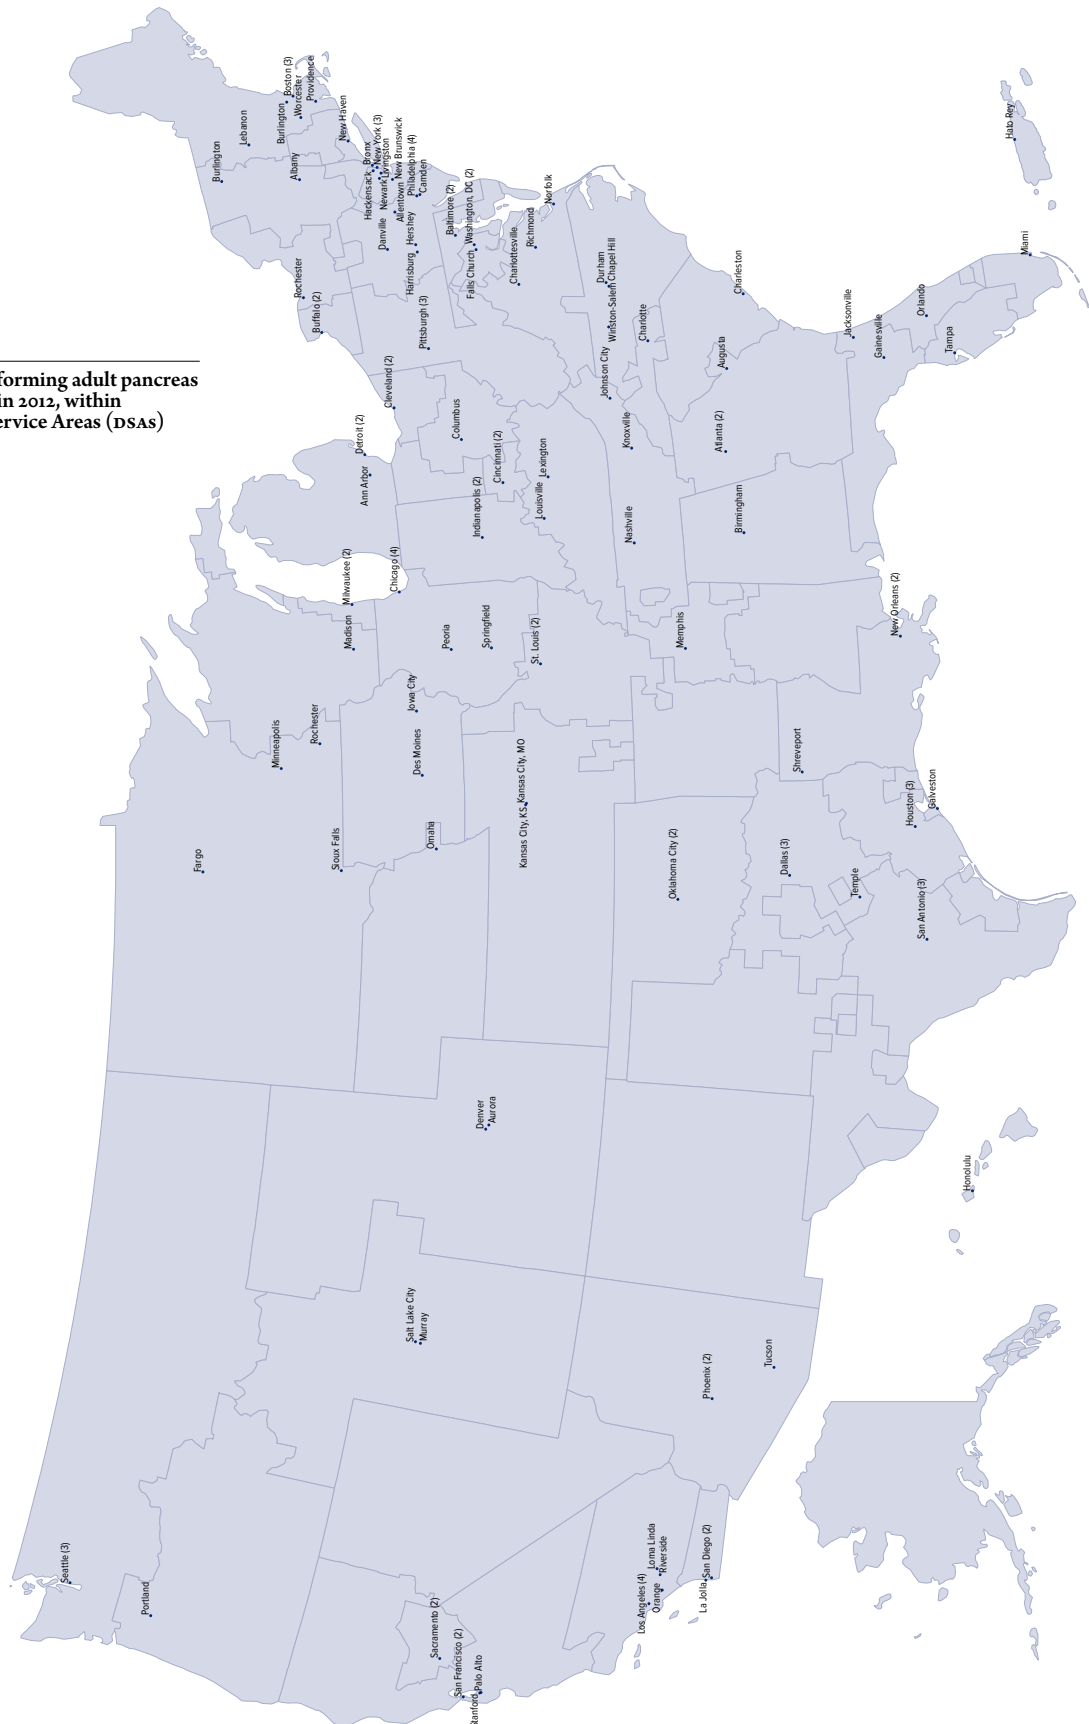 forming adult pancreas
in 2012, within
ervice Areas (DSAs)
Seattle (3)
Portland
Sacramento (2)
San Francisco (2)
Palo Alto
Stanford
Los Angeles (4)
Orange
Loma Linda
Riverside
La Jolla
San Diego (2)
Phoenix (2)
Tucson
Salt Lake City
Murray
Denver
Aurora
Honolulu
Fargo
Sioux Falls
Omaha
Minneapolis
Rochester
Des Moines
Iowa City
Kansas City, KS
Kansas City, MO
Oklahoma City (2)
Dallas (3)
Temple
San Antonio (3)
Houston (3)
Galveston
Shreveport
New Orleans (2)
Madison
Milwaukee (2)
Chicago (4)
Peoria
Springfield
St. Louis (2)
Memphis
Nashville
Birmingham
Ann Arbor
Detroit (2)
Indianapolis (2)
Cincinnati (2)
Columbus
Cleveland (2)
Louisville
Lexington
Knoxville
Johnson City
Atlanta (2)
Augusta
Charleston
Charlotte
Winston-Salem
Durham
Chapel Hill
Jacksonville
Gainesville
Orlando
Tampa
Miami
Hato Rey
Norfolk
Richmond
Charlottesville
Falls Church
Washington, DC (2)
Baltimore (2)
Pittsburgh (3)
Harrisburg
Hershey
Danville
Allentown
Philadelphia (4)
Camden
New Brunswick
Newark
Livingston
Hackensack
Bronx
New York (3)
New Haven
Buffalo (2)
Rochester
Albany
Burlington
Lebanon
Burlington
Boston (3)
Worcester
Providence